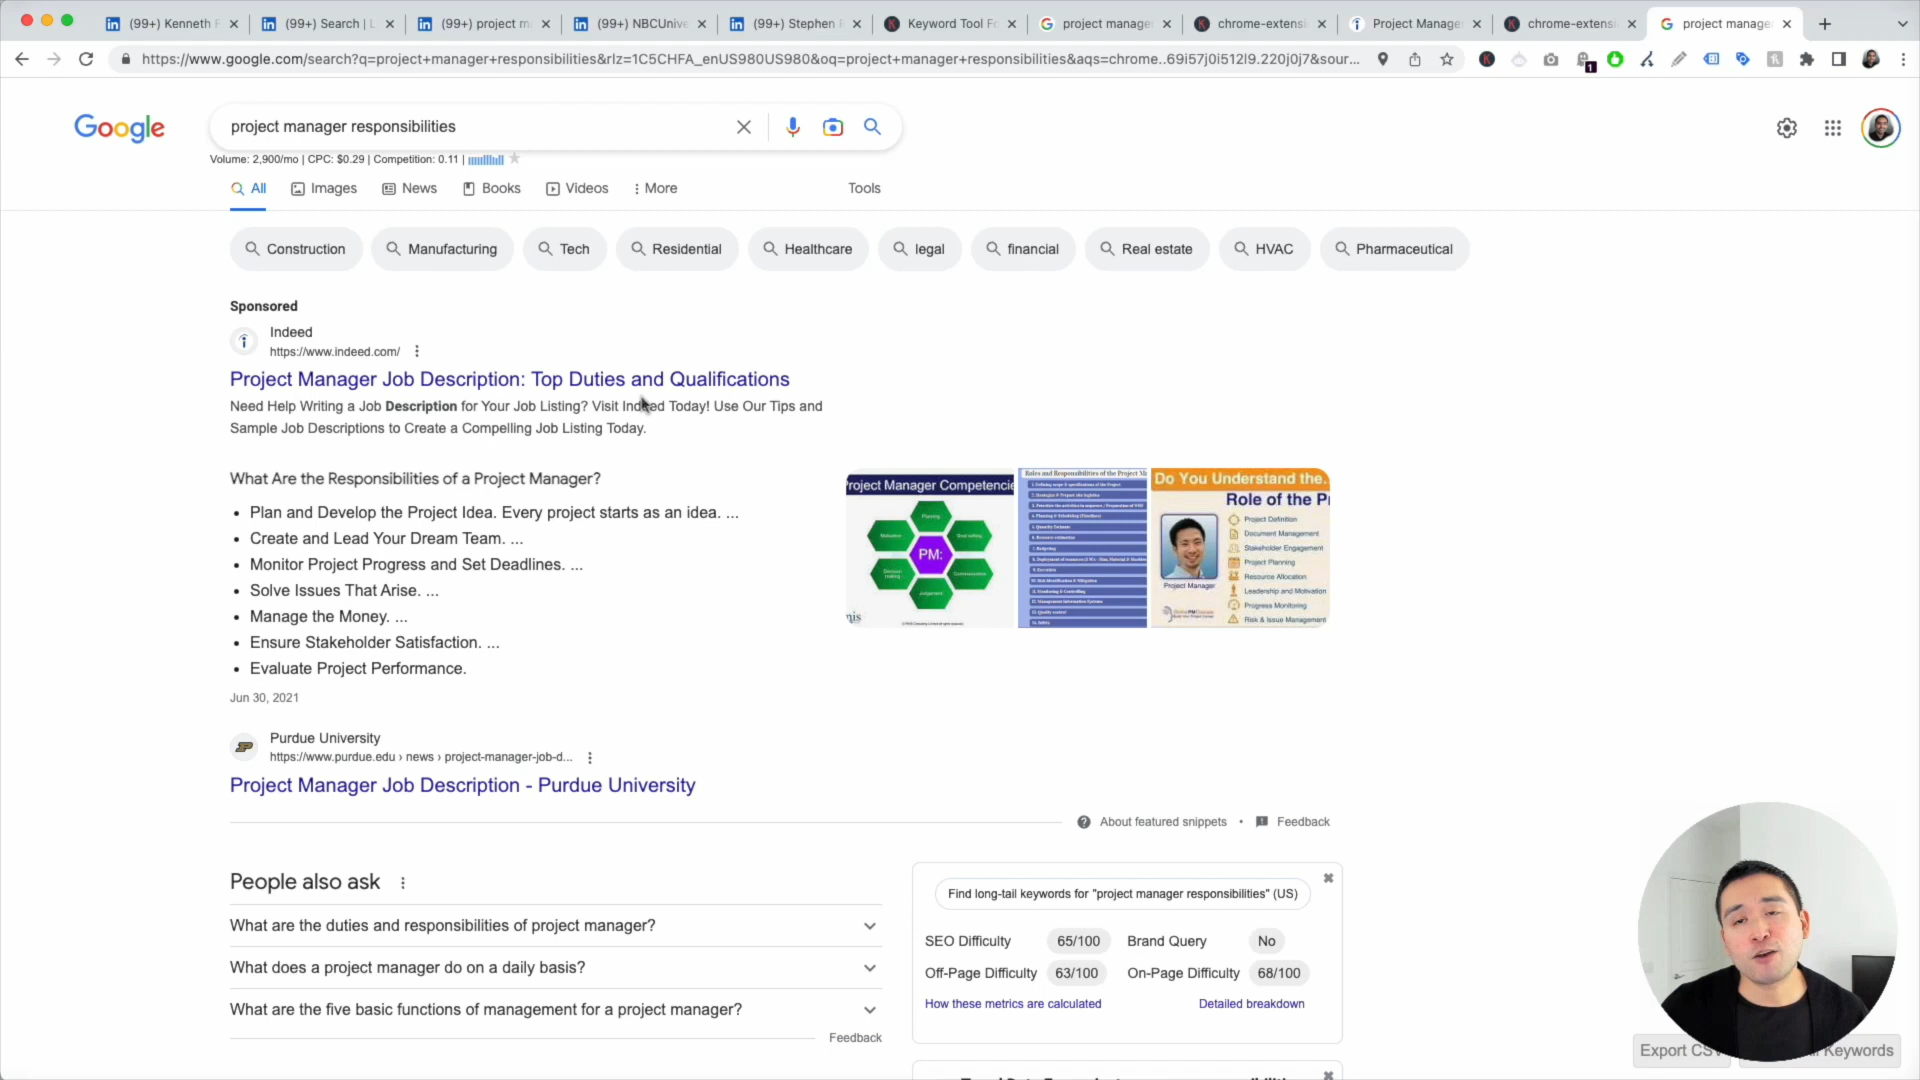 (99+) Kenneth F
(99+) Search | L
(99+) project m
(99+) NBCUnive
(99+) Stephen
Keyword Tool Fo
project manage
chrome-extensi
Project Manage
chrome-extens
project manage
https://www.google.com/search?q=project+manager+responsibilities&rlz=1C5CHFA_enUS980US980&oq=project+manager+responsibilities&aqs=chrome..69i57j0i512l9.220j0j7&sour...
1
Google
project manager responsibilities
Volume: 2,900/mo | CPC: $0.29 | Competition: 0.11 |
All
Images
News
Books
Videos
More
Tools
Construction
Manufacturing
Tech
Residential
Healthcare
legal
financial
Real estate
HVAC
Pharmaceutical
Sponsored
Indeed
https://www.indeed.com/
Project Manager Job Description: Top Duties and Qualifications
Need Help Writing a Job Description for Your Job Listing? Visit Indeed Today! Use Our Tips and
Sample Job Descriptions to Create a Compelling Job Listing Today.
What Are the Responsibilities of a Project Manager?
Plan and Develop the Project Idea. Every project starts as an idea. ...
Create and Lead Your Dream Team. ...
Monitor Project Progress and Set Deadlines. ...
Solve Issues That Arise. ...
Manage the Money. ...
Ensure Stakeholder Satisfaction. ...
Evaluate Project Performance.
Jun 30, 2021
Project Manager Competencie
PM:
Planning
Communication
Judgement
Roles and Responsibilities of the Project M
Do You Understand the.
Role of the P
Project Manager
Project Definition
Document Management
Stakeholder Engagement
Project Planning
Resource Allocation
Leadership and Motivation
Progress Monitoring
Risk & Issue Management
Purdue University
https://www.purdue.edu › news › project-manager-job-d...
Project Manager Job Description - Purdue University
About featured snippets
•
Feedback
People also ask
What are the duties and responsibilities of project manager?
What does a project manager do on a daily basis?
What are the five basic functions of management for a project manager?
Feedback
Find long-tail keywords for "project manager responsibilities" (US)
SEO Difficulty 65/100 Brand Query No
Off-Page Difficulty 63/100 On-Page Difficulty 68/100
How these metrics are calculated
Detailed breakdown
Export CS
Keywords